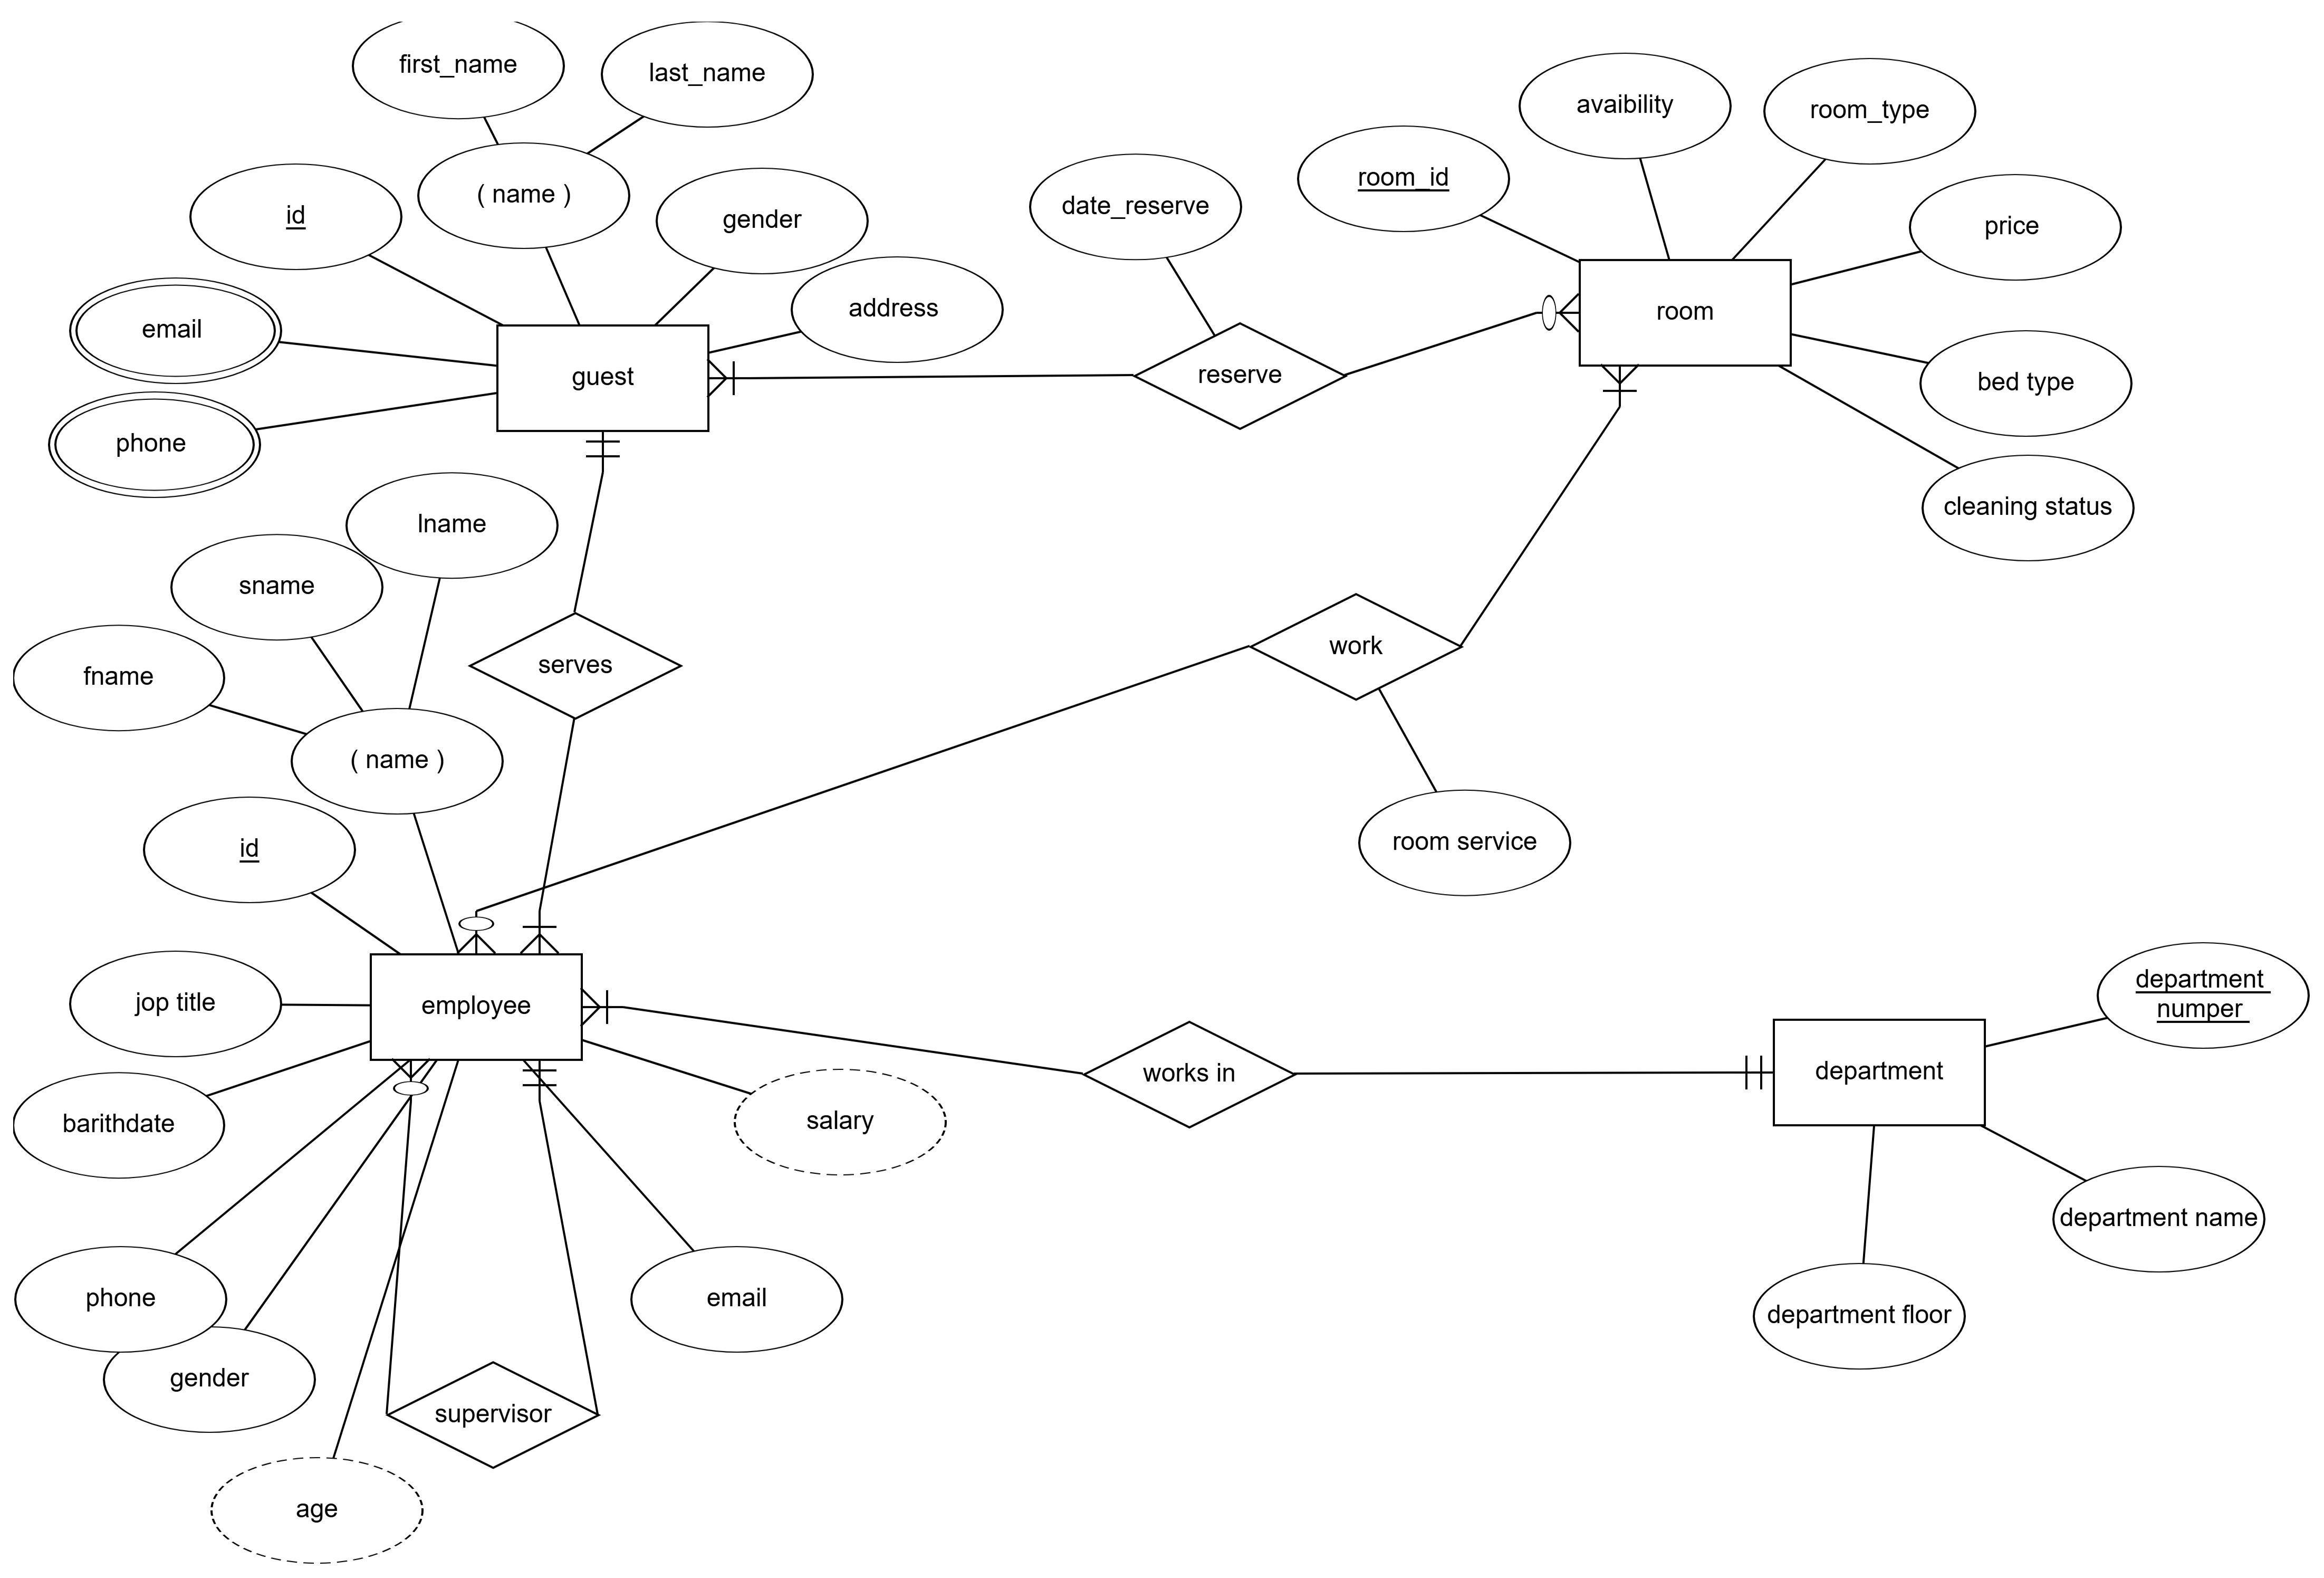 first_name
last_name
avaibility
room_type
( name )
room_id
id
gender
date_reserve
price
address
room
email
guest
reserve
bed type
phone
cleaning status
lname
sname
serves
work
fname
( name )
room service
id
department
numper
jop title
employee
works in
department
barithdate
salary
department name
phone
email
department floor
gender
supervisor
age